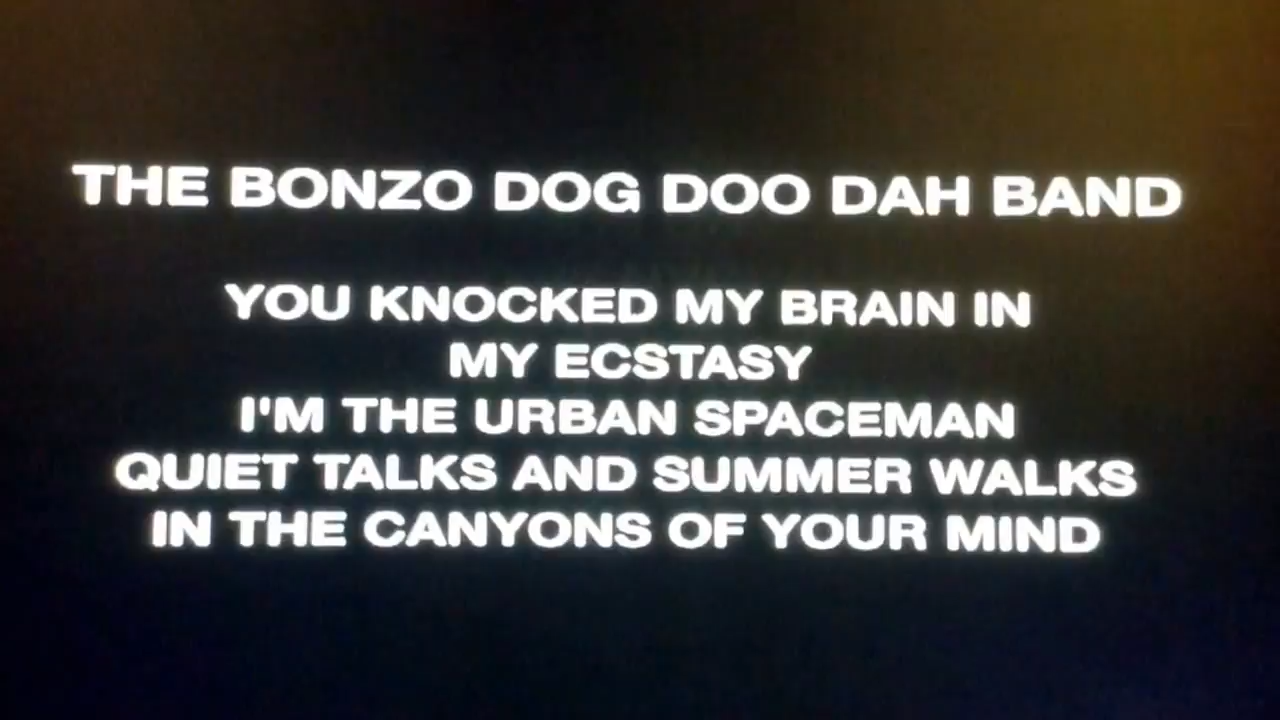 THE BONZO DOG DOO DAH BAND
YOU KNOCKED MY BRAIN IN
MY ECSTASY
I'M THE URBAN SPACEMAN
QUIET TALKS AND SUMMER WALKS
IN THE CANYONS OF YOUR MIND